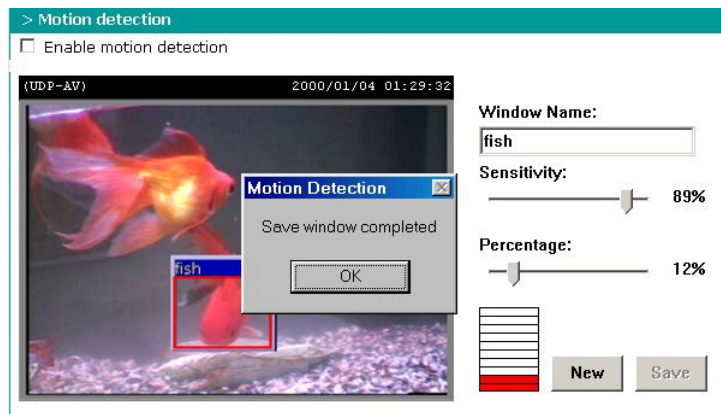 > Motion detection
Enable motion detection
(UDP-AV) 2000/01/04 01:29:32
Window Name:
fish
Sensitivity:
89%
Motion Detection
Save window completed
OK
Percentage:
12%
fish
New Save